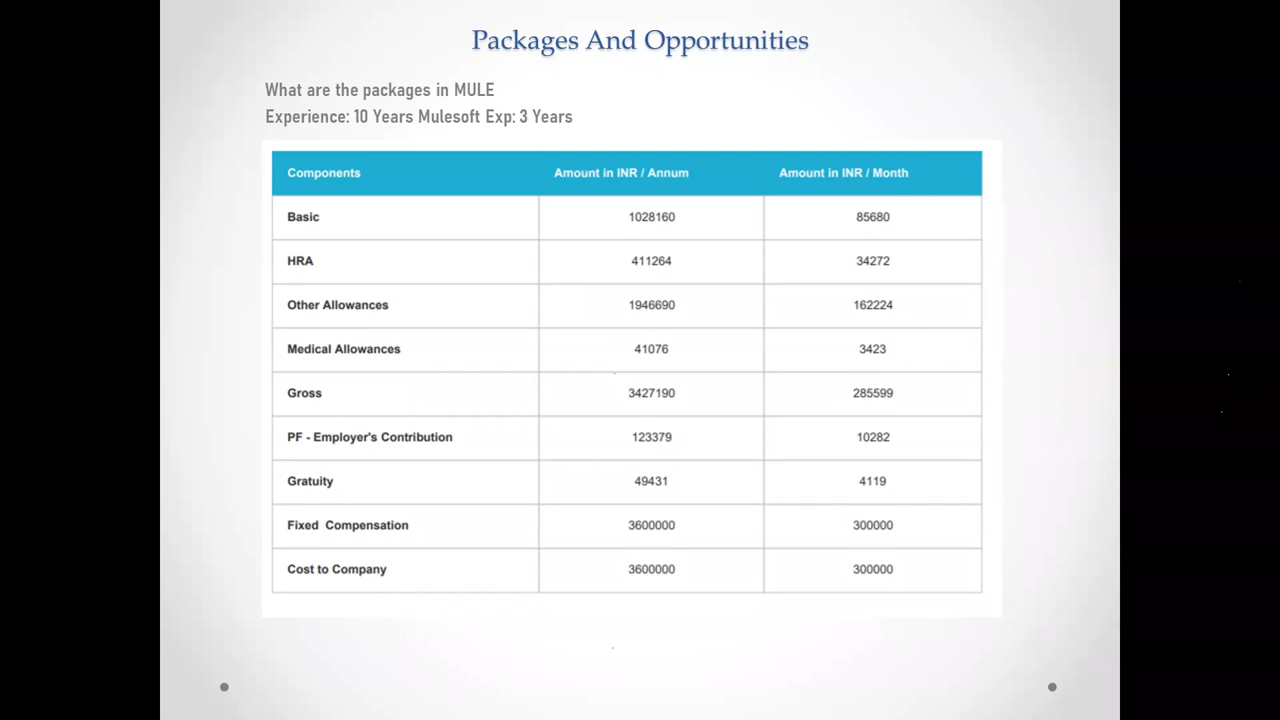 Packages And Opportunities
What are the packages in MULE
Experience: 10 Years Mulesoft Exp: 3 Years
Components Amount in INR / Annum Amount in INR / Month
Basic 1028160 85680
HRA 411264 34272
Other Allowances 1946690 162224
Medical Allowances 41076 3423
Gross 3427190 285599
PF - Employer's Contribution 123379 10282
Gratuity 49431 4119
Fixed Compensation 3600000 300000
Cost to Company 3600000 300000